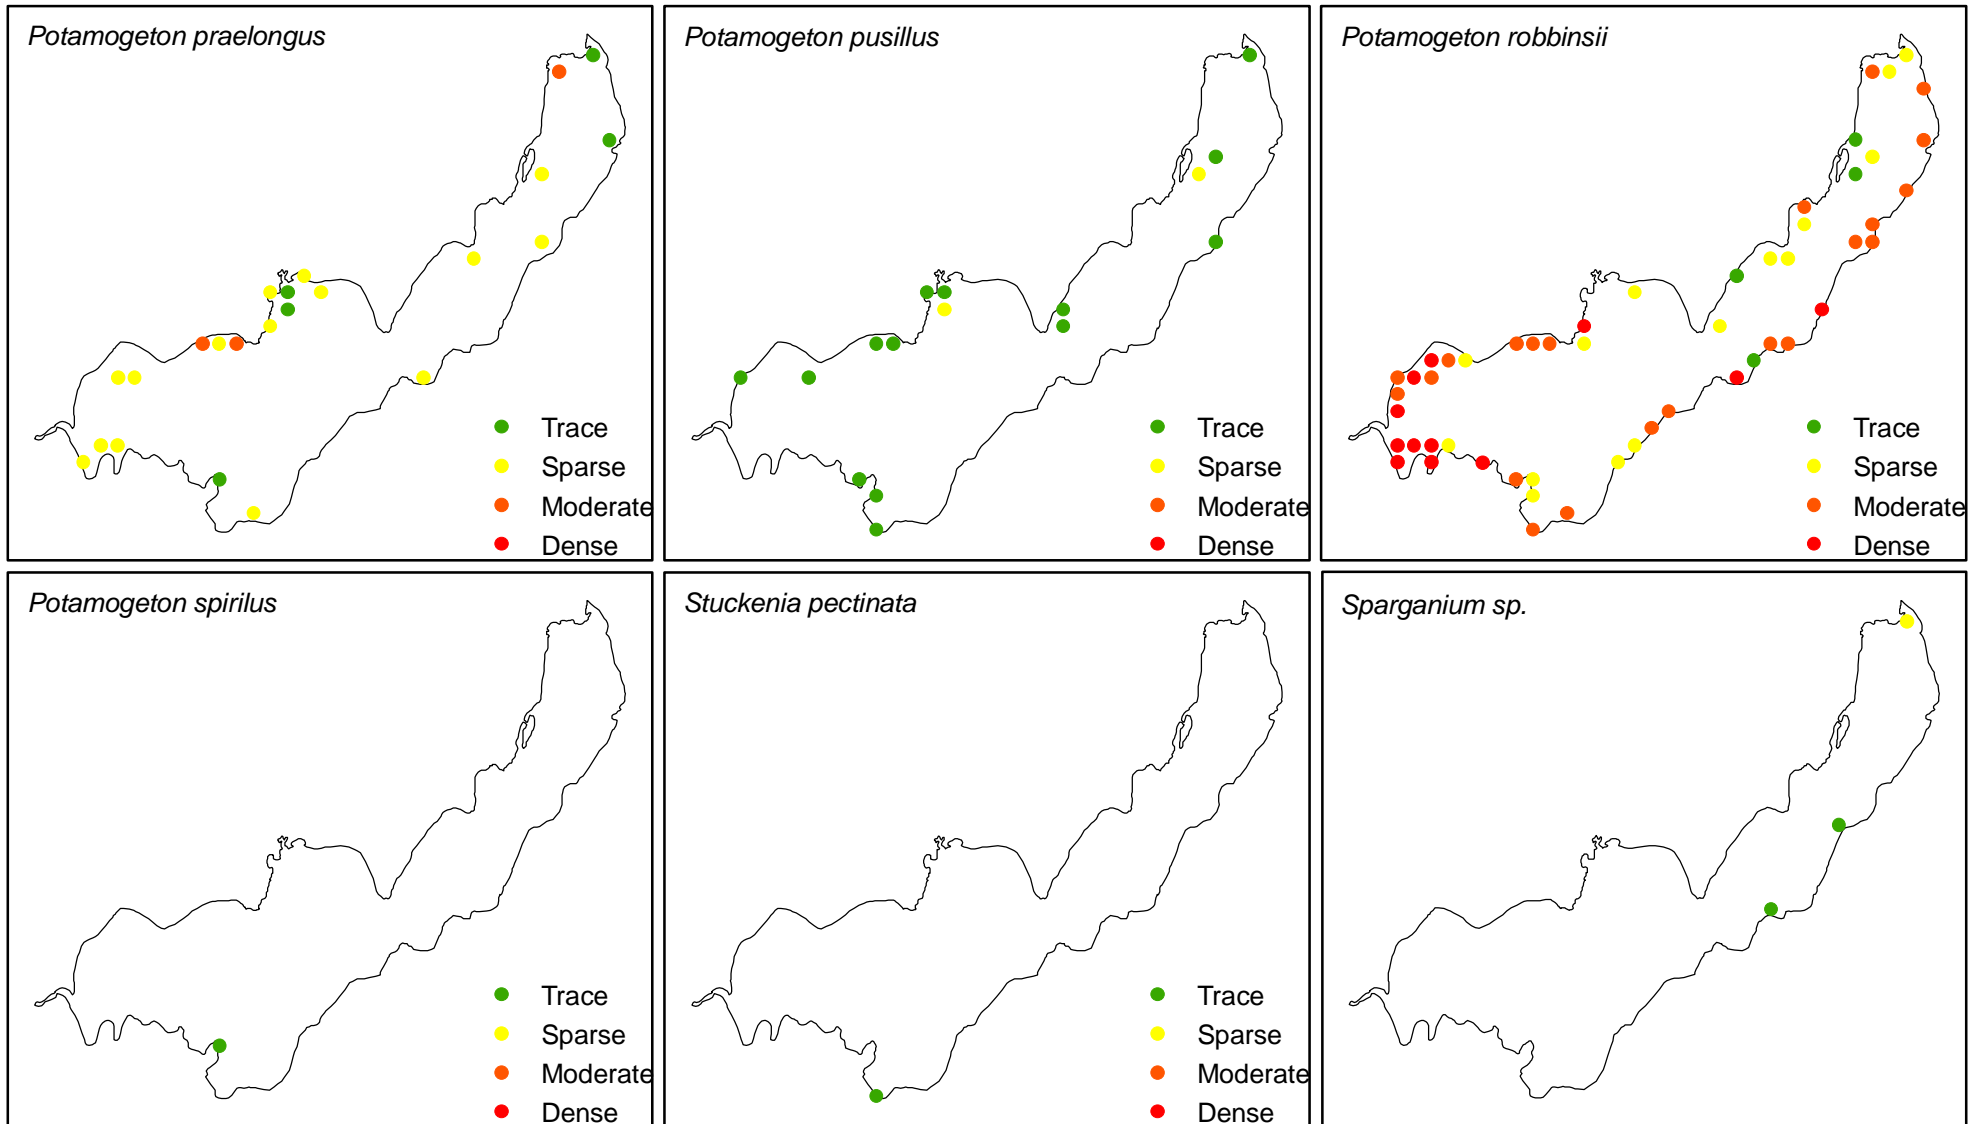 Potamogeton praelongus
Trace
Sparse
Moderate
Dense
Potamogeton pusillus
Trace
Sparse
Moderate
Dense
Potamogeton robbinsii
Trace
Sparse
Moderate
Dense
Potamogeton spirilus
Trace
Sparse
Moderate
Dense
Stuckenia pectinata
Trace
Sparse
Moderate
Dense
Sparganium sp.